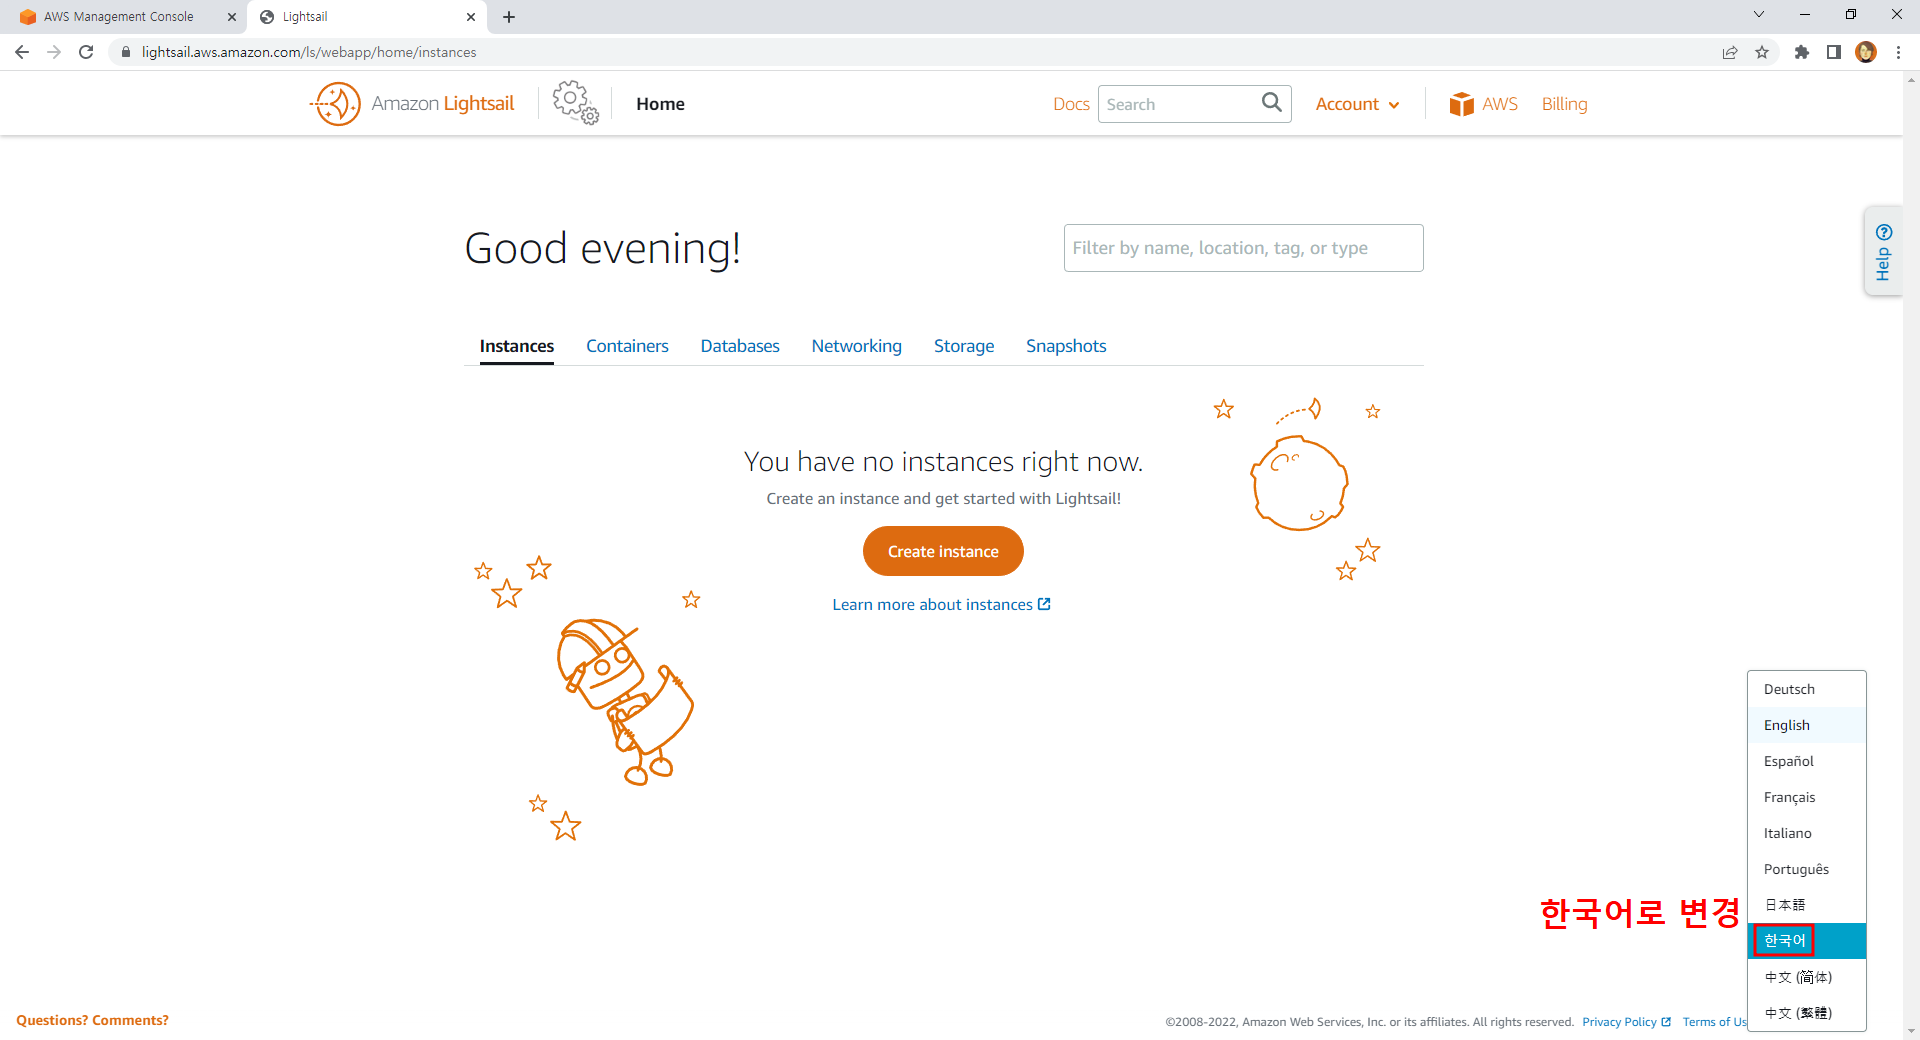 AWS Management Console
Lightsail
lightsail.aws.amazon.com/ls/webapp/home/instances
Amazon Lightsail
Home
Docs
Search
Account
AWS
Billing
Good evening!
Filter by name, location, tag, or type
Help
Instances
Containers
Databases
Networking
Storage
Snapshots
You have no instances right now.
Create an instance and get started with Lightsail!
Create instance
Learn more about instances
Deutsch
English
Español
Français
Italiano
Português
日本語
한국어로 변경
한국어
中文 (简体)
中文 (繁體)
Questions? Comments?
©2008-2022, Amazon Web Services, Inc. or its affiliates. All rights reserved.
Privacy Policy
Terms of Us